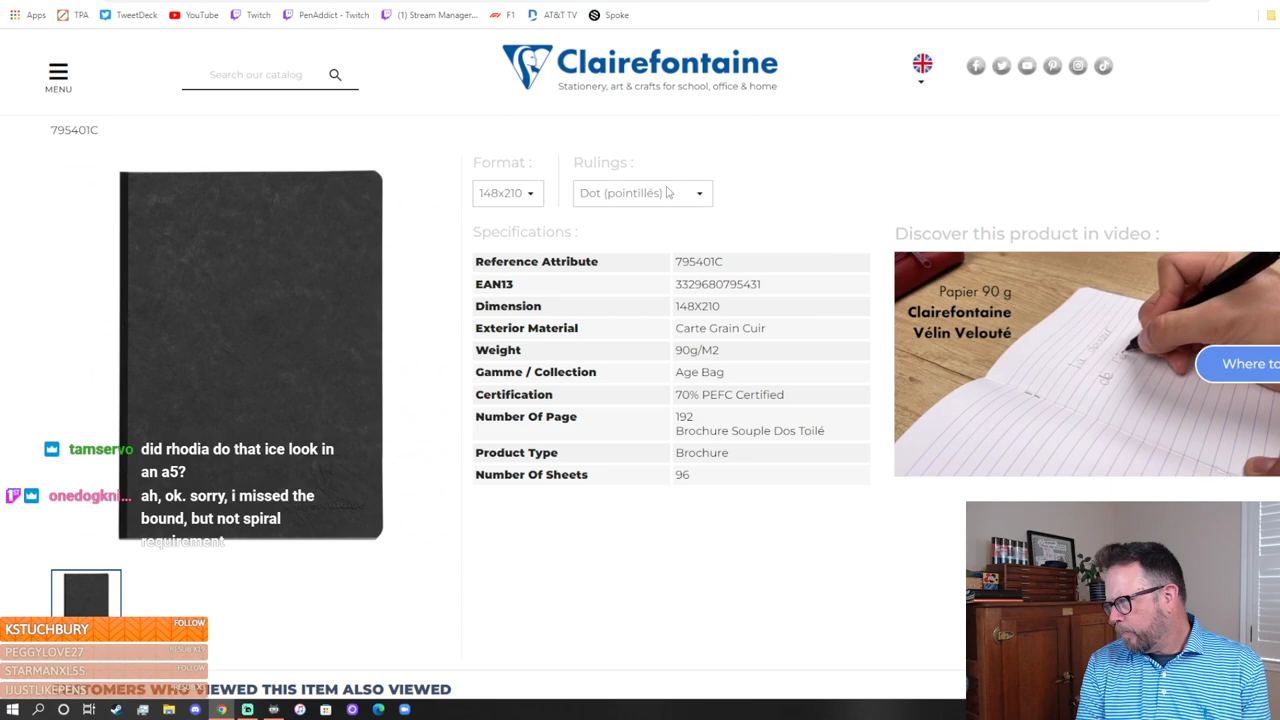 Apps
TPA
TweetDeck
YouTube
Twitch
PenAddict - Twitch
(1) Stream Manager...
F1
AT&T TV
Spoke
MENU
Search our catalog
Clairefontaine
Stationery, art & crafts for school, office & home
795401C
Format :
Rulings :
148x210
Dot (pointillés)
Specifications :
Reference Attribute 795401C
EAN13 3329680795431
Dimension 148X210
Exterior Material Carte Grain Cuir
Weight 90g/M2
Gamme / Collection Age Bag
Certification 70% PEFC Certified
Number Of Page 192
Brochure Souple Dos Toilé
Product Type Brochure
Number Of Sheets 96
Discover this product in video :
Papier 90 g
Clairefontaine
Vélin Velouté
Where to
tamservo did rhodia do that ice look in
an a5?
onedogkni... ah, ok. sorry, i missed the
bound, but not spiral
requirement
KSTUCHBURY FOLLOW
PEGGYLOVE27
STARMANXL55 FOLLOW
IJUSTLIKEPENS
WHO VIEWED THIS ITEM ALSO VIEWED